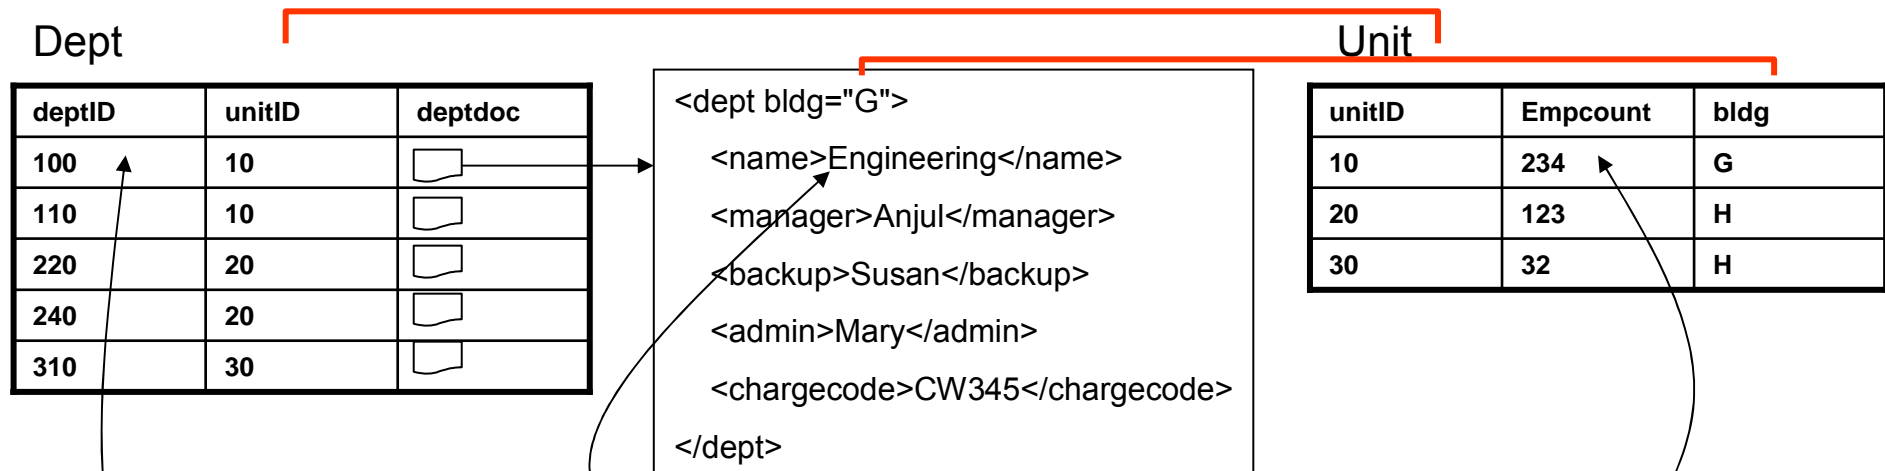 Dept
deptID unitID deptdoc
100 10
110 10
220 20
240 20
310 30
<dept bldg="G">
<name>Engineering</name>
<manager>Anjul</manager>
<backup>Susan</backup>
<admin>Mary</admin>
<chargecode>CW345</chargecode>
</dept>
Unit
unitID Empcount bldg
10 234 G
20 123 H
30 32 H